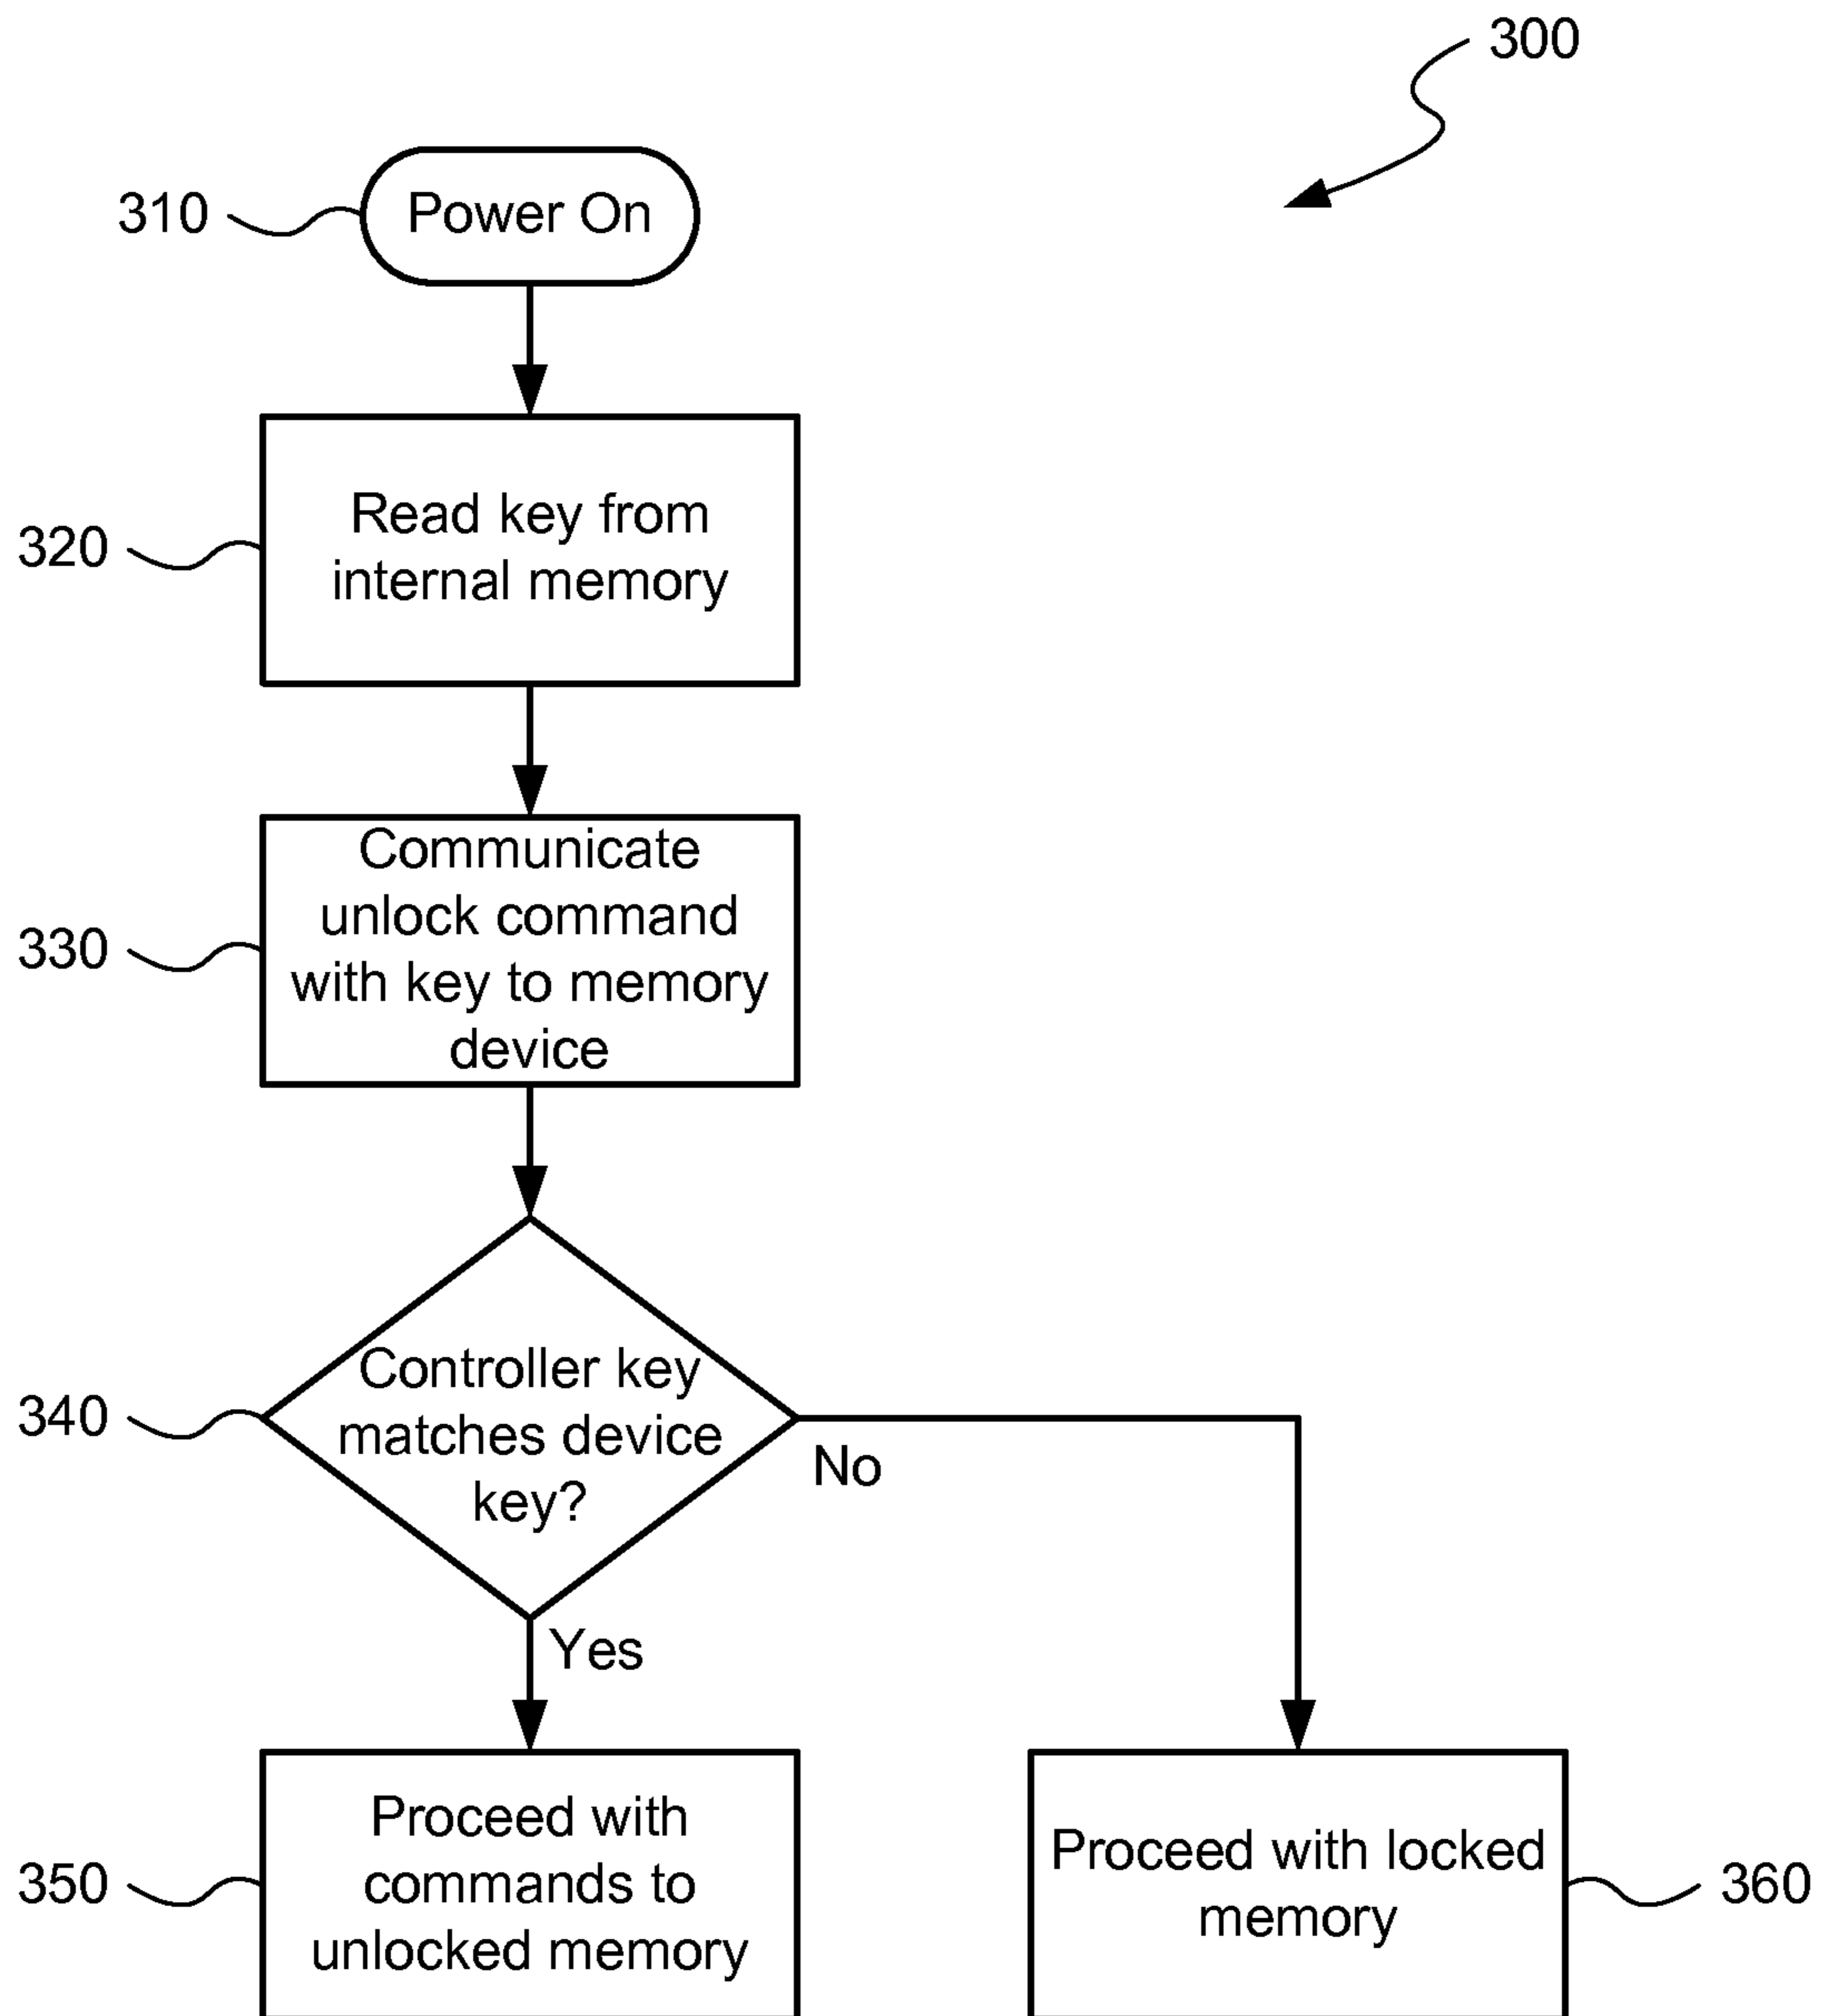 300
310
Power On
320
Read key from
internal memory
330
Communicate
unlock command
with key to memory
device
340
Controller key
matches device
key?
No
Yes
350
Proceed with
commands to
unlocked memory
Proceed with locked
memory
360